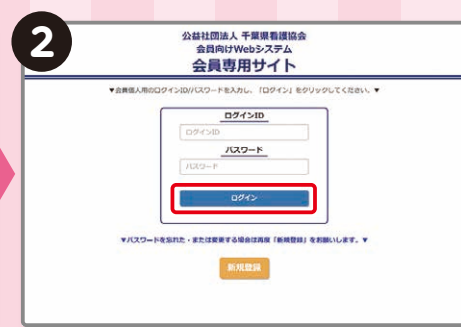 2
公益社団法人 千葉県看護協会
会員向けWebシステム
会員専用サイト
▼会員個人用のログインID/パスワードを入力し、「ログイン」をクリックしてください。▼
ログインID
ログインID
パスワード
パスワード
ログイン
▼パスワードを忘れた・または変更する場合は再度「新規登録」をお願いします。▼
新規登録